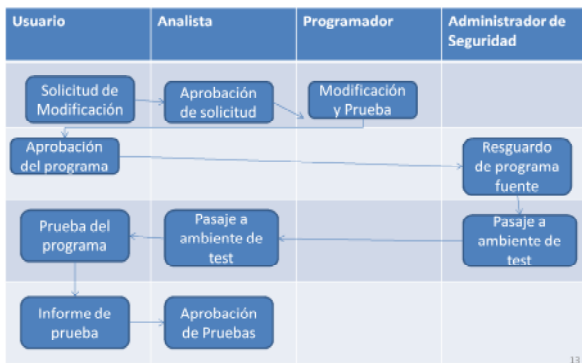 Usuario
Analista
Programador
Administrador de
Seguridad
Solicitud de
Modificación
Aprobación
de solicitud
Modificación
y Prueba
Aprobación
del programa
Resguardo
de programa
fuente
Prueba del
programa
Pasaje a
ambiente de
test
Pasaje a
ambiente de
test
Informe de
prueba
Aprobación
de Pruebas
13